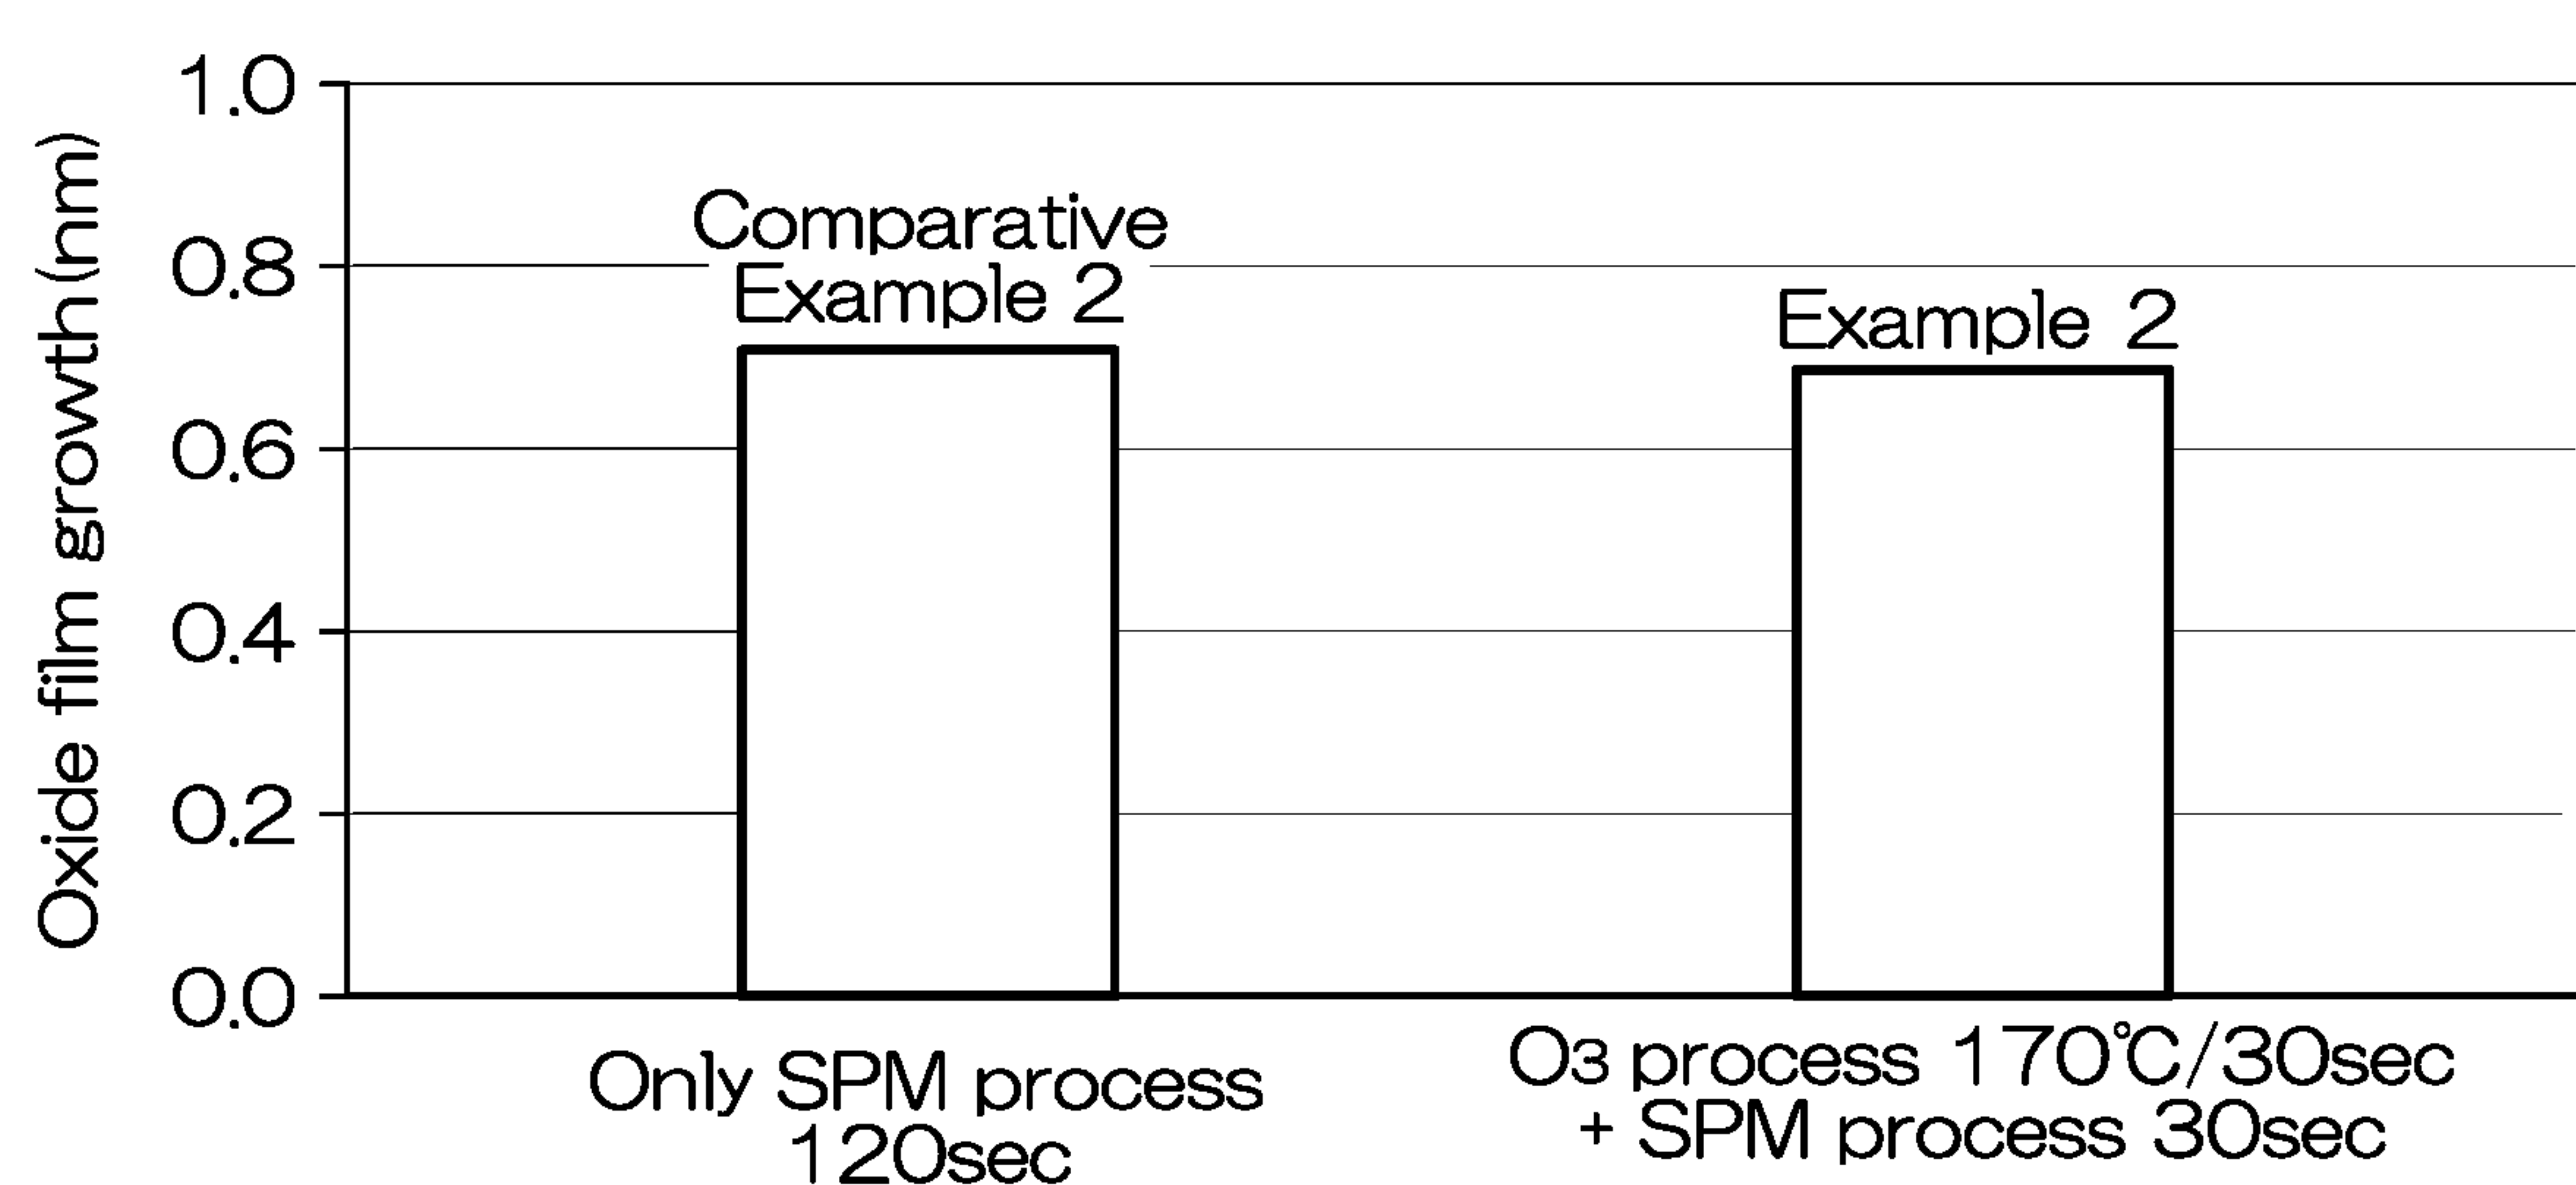 Oxide film growth(nm)
1.0
0.8
0.6
0.4
0.2
0.0
Comparative
Example 2
Example 2
Only SPM process
120sec
O3 process 170℃/30sec
+ SPM process 30sec